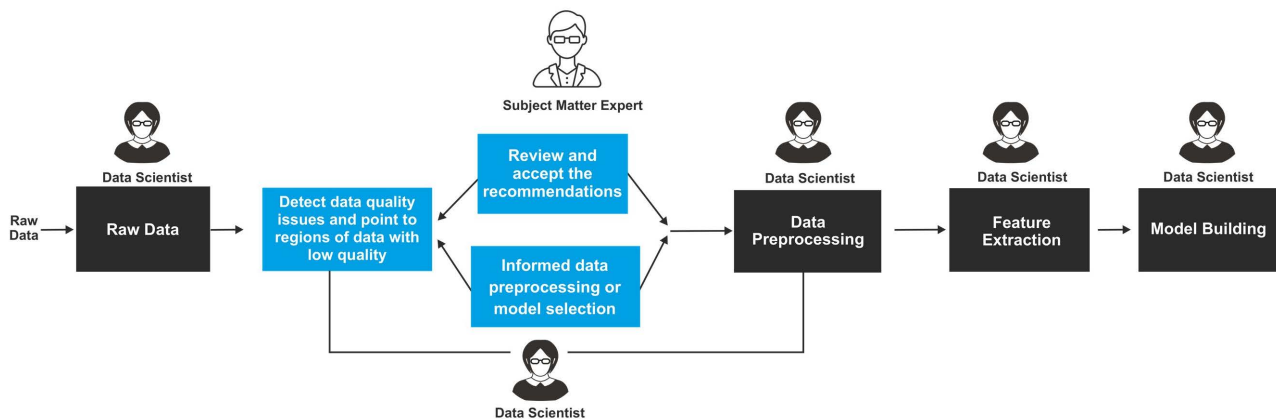 Subject Matter Expert
Data Scientist
Data Scientist
Data Scientist
Data Scientist
Raw
Data
Raw Data
Detect data quality
issues and point to
regions of data with
low quality
Review and
accept the
recommendations
Informed data
preprocessing or
model selection
Data
Preprocessing
Feature
Extraction
Model Building
Data Scientist